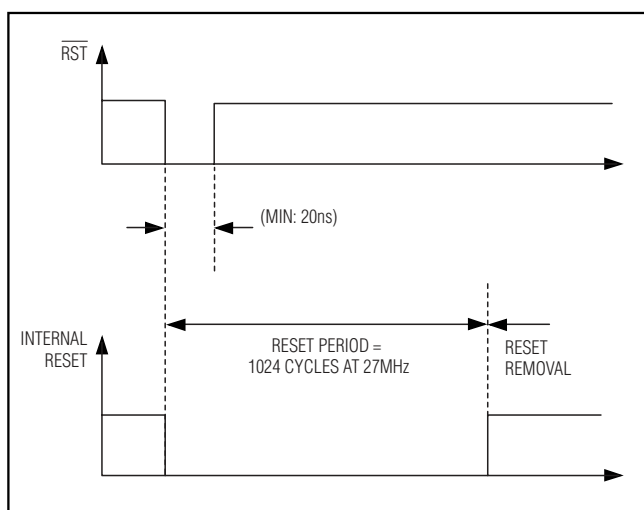 RST
(MIN: 20ns)
INTERNAL
RESET
RESET PERIOD =
1024 CYCLES AT 27MHz
RESET
REMOVAL